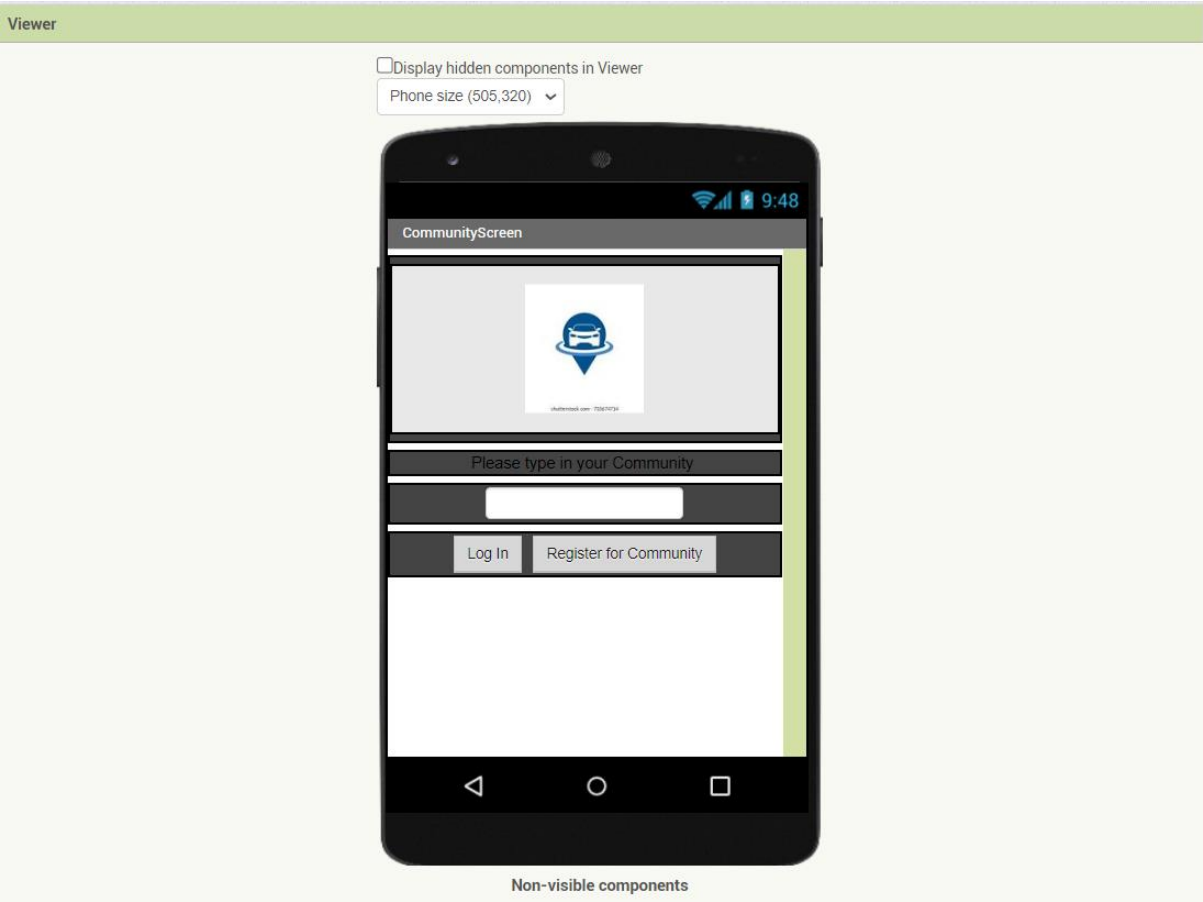 Viewer
Display hidden components in Viewer
Phone size (505,320)
9:48
CommunityScreen
Please type in your Community
Log In
Register for Community
Non-visible components